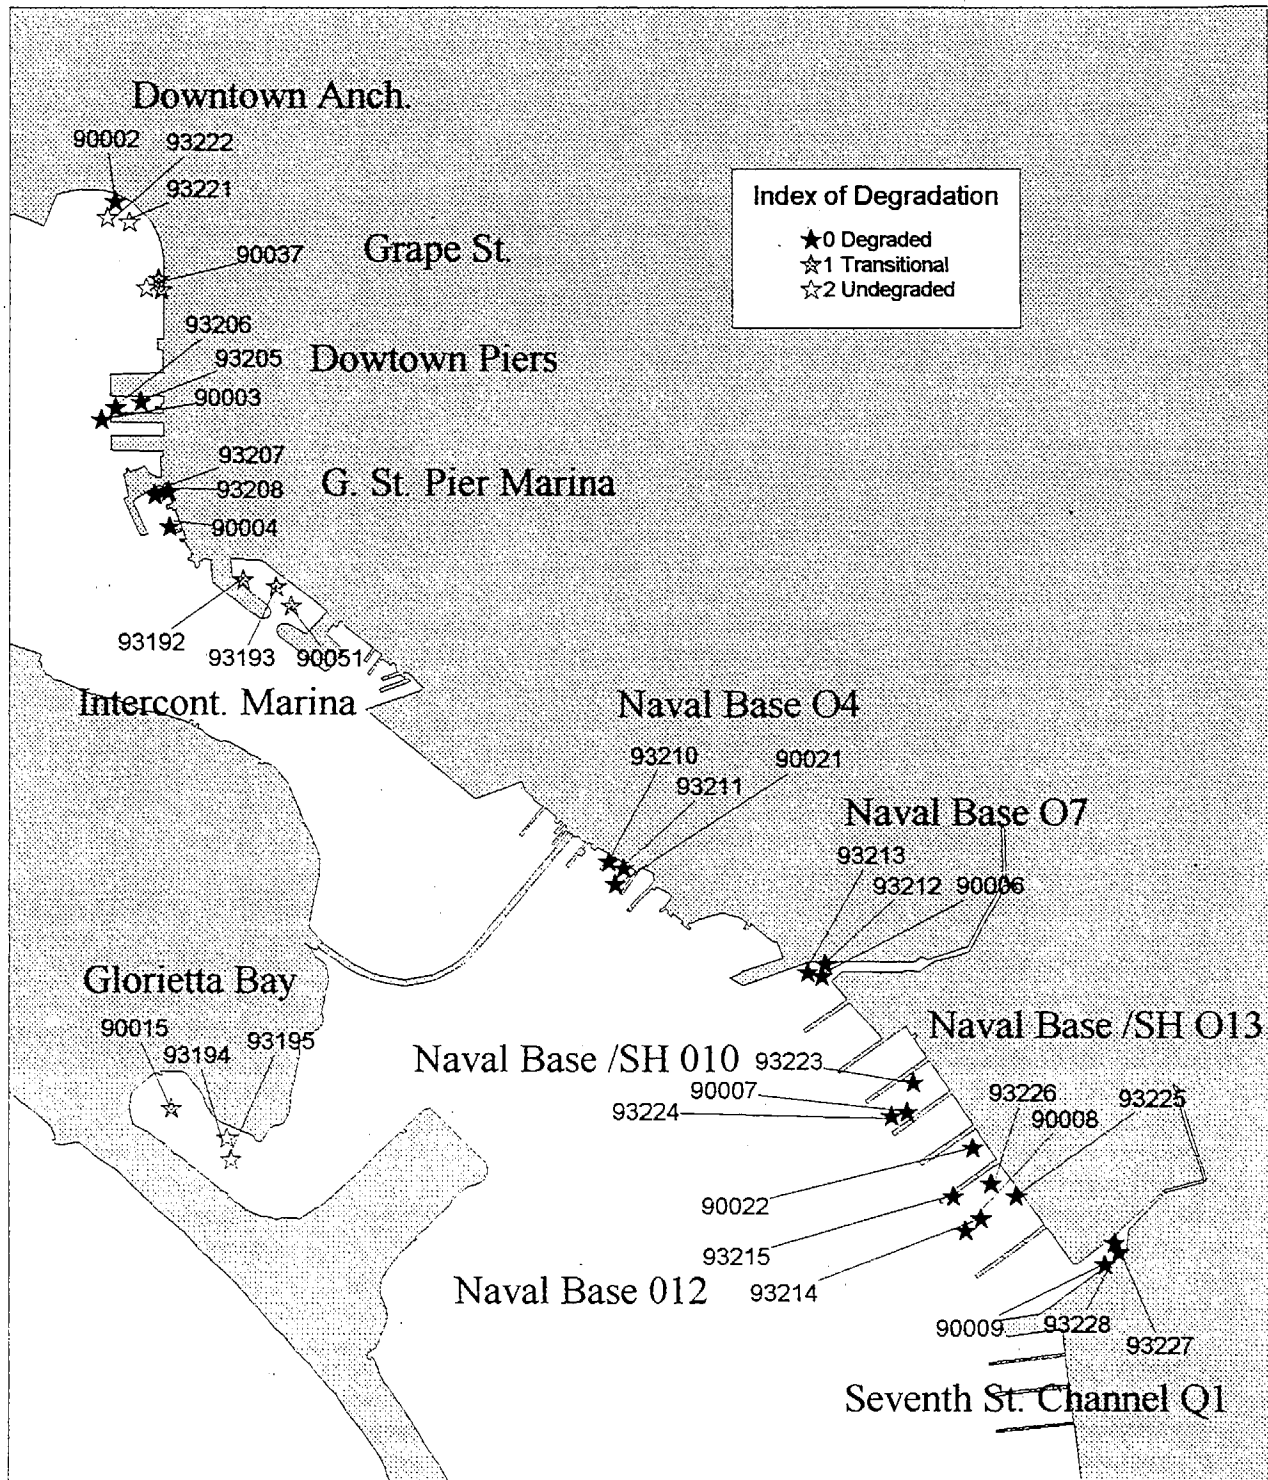 Downtown Anch.
90002
93222
93221
Index of Degradation
0 Degraded
1 Transitional
2 Undegraded
Grape St.
90037
93206
93205
Dowtown Piers
90003
93207
93208
G. St. Pier Marina
90004
93192
93193
90051
Intercont. Marina
Naval Base O4
93210
90021
93211
Naval Base O7
93213
93212
90006
Glorietta Bay
90015
93194
93195
Naval Base /SH O13
Naval Base /SH 010
93223
90007
93224
93226
93225
90008
90022
93215
Naval Base 012
93214
90009
93228
93227
Seventh St. Channel Q1